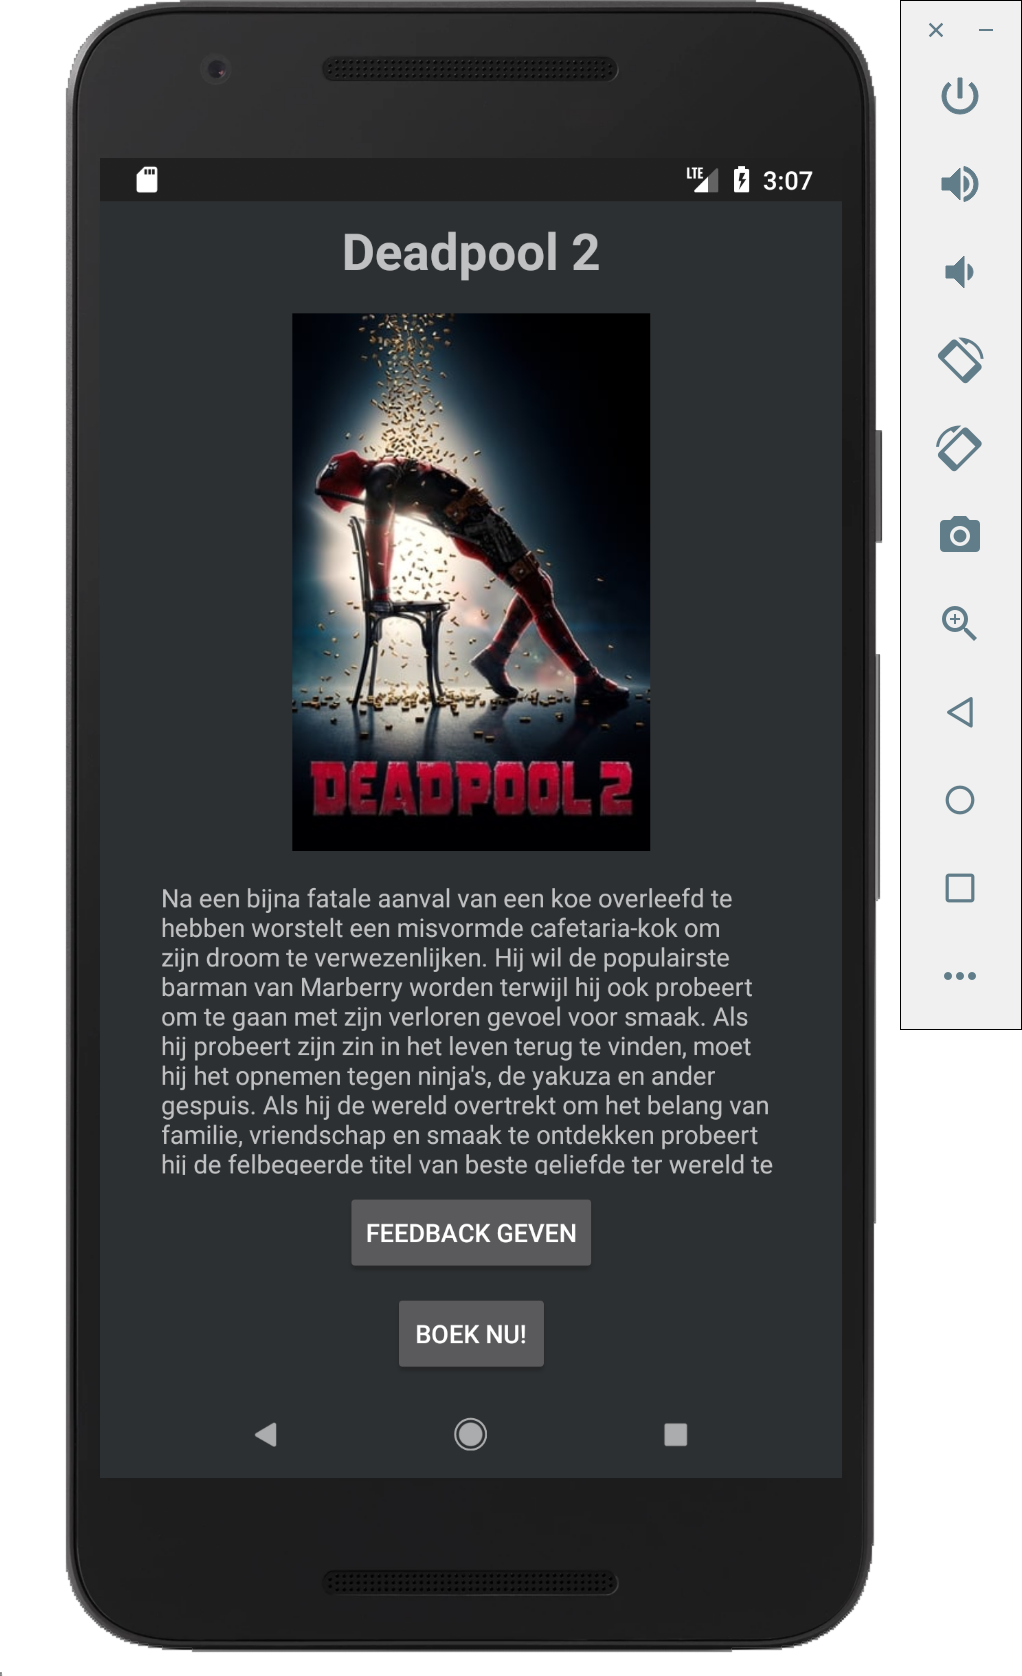 LTE 3:07
Deadpool 2
DEADPOOL 2
Na een bijna fatale aanval van een koe overleefd te
hebben worstelt een misvormde cafetaria-kok om
zijn droom te verwezenlijken. Hij wil de populairste
barman van Marberry worden terwijl hij ook probeert
om te gaan met zijn verloren gevoel voor smaak. Als
hij probeert zijn zin in het leven terug te vinden, moet
hij het opnemen tegen ninja's, de yakuza en ander
gespuis. Als hij de wereld overtrekt om het belang van
familie, vriendschap en smaak te ontdekken probeert
hij de felbegeerde titel van beste geliefde ter wereld te
FEEDBACK GEVEN
BOEK NU!